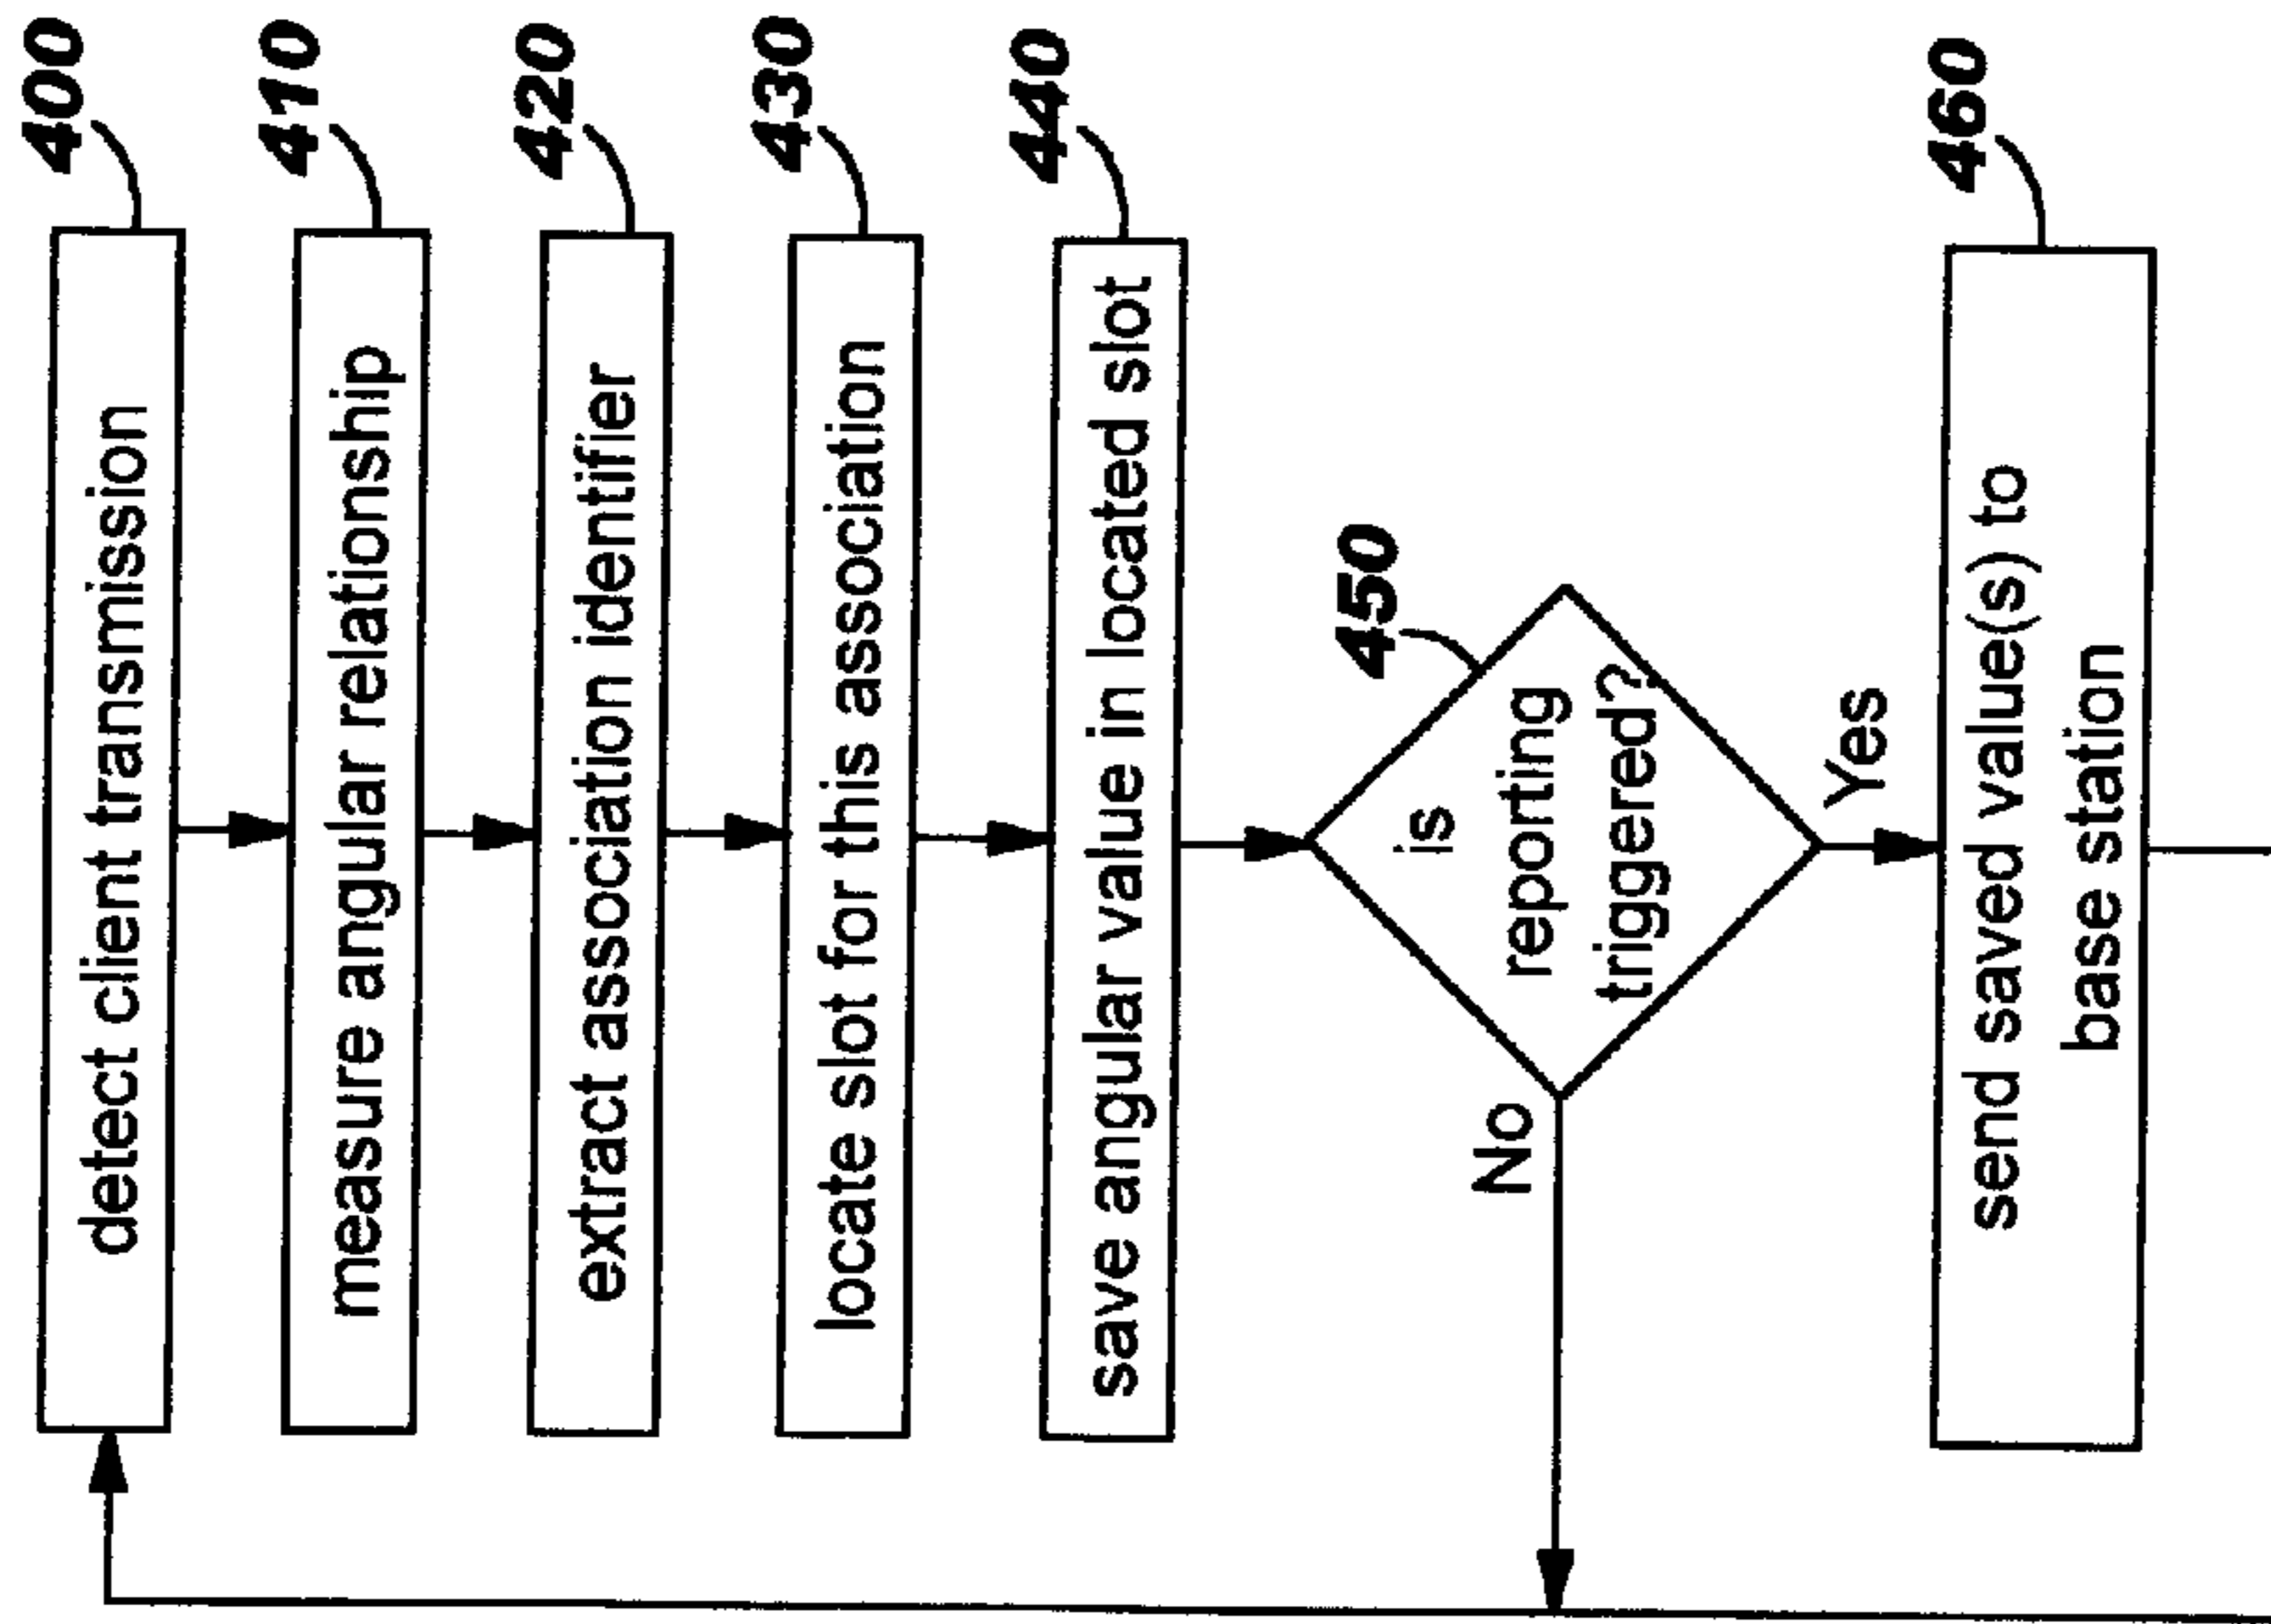 400
detect client transmission
410
measure angular relationship
420
extract association identifier
430
locate slot for this association
440
save angular value in located slot
450
is
reporting
triggered?
No
Yes
460
send saved value(s) to
base station